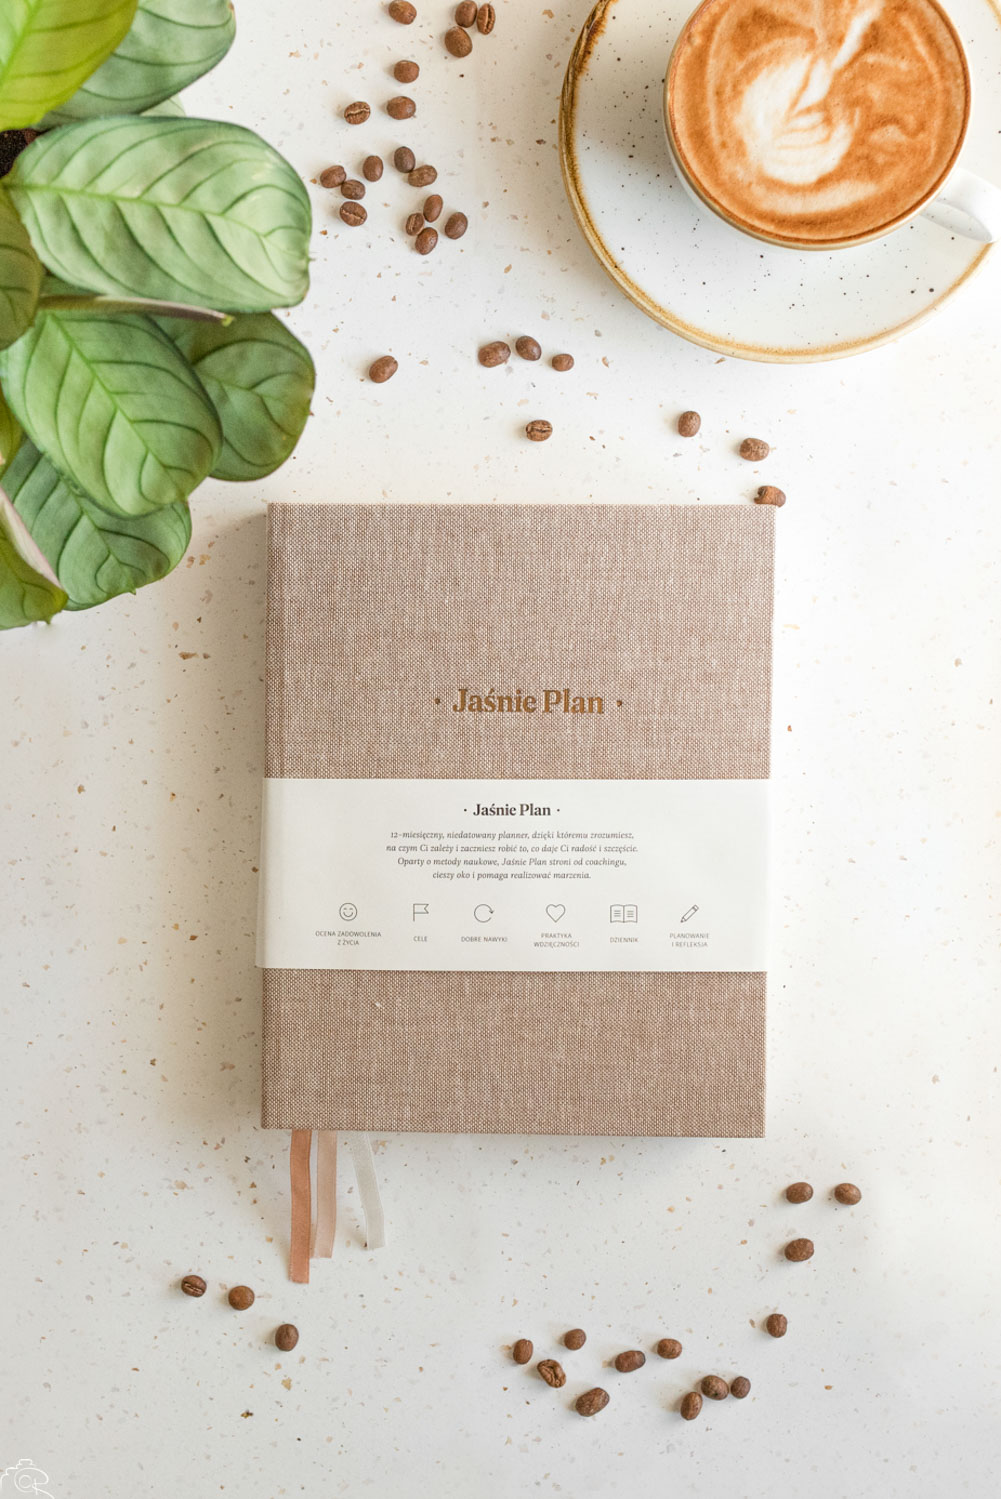 · Jaśnie Plan ·
· Jaśnie Plan ·
12-miesięczny, niedatowany planner, dzięki któremu zrozumiesz,
na czym Ci zależy i zaczniesz robić to, co daje Ci radość i szczęście.
Oparty o metody naukowe, Jaśnie Plan stroni od coachingu,
cieszy oko i pomaga realizować marzenia.
OCENA ZADOWOLENIA
Z ŻYCIA
CELE
DOBRE NAWYKI
PRAKTYKA
WDZIĘCZNOŚCI
DZIENNIK
PLANOWANIE
I REFLEKSJA